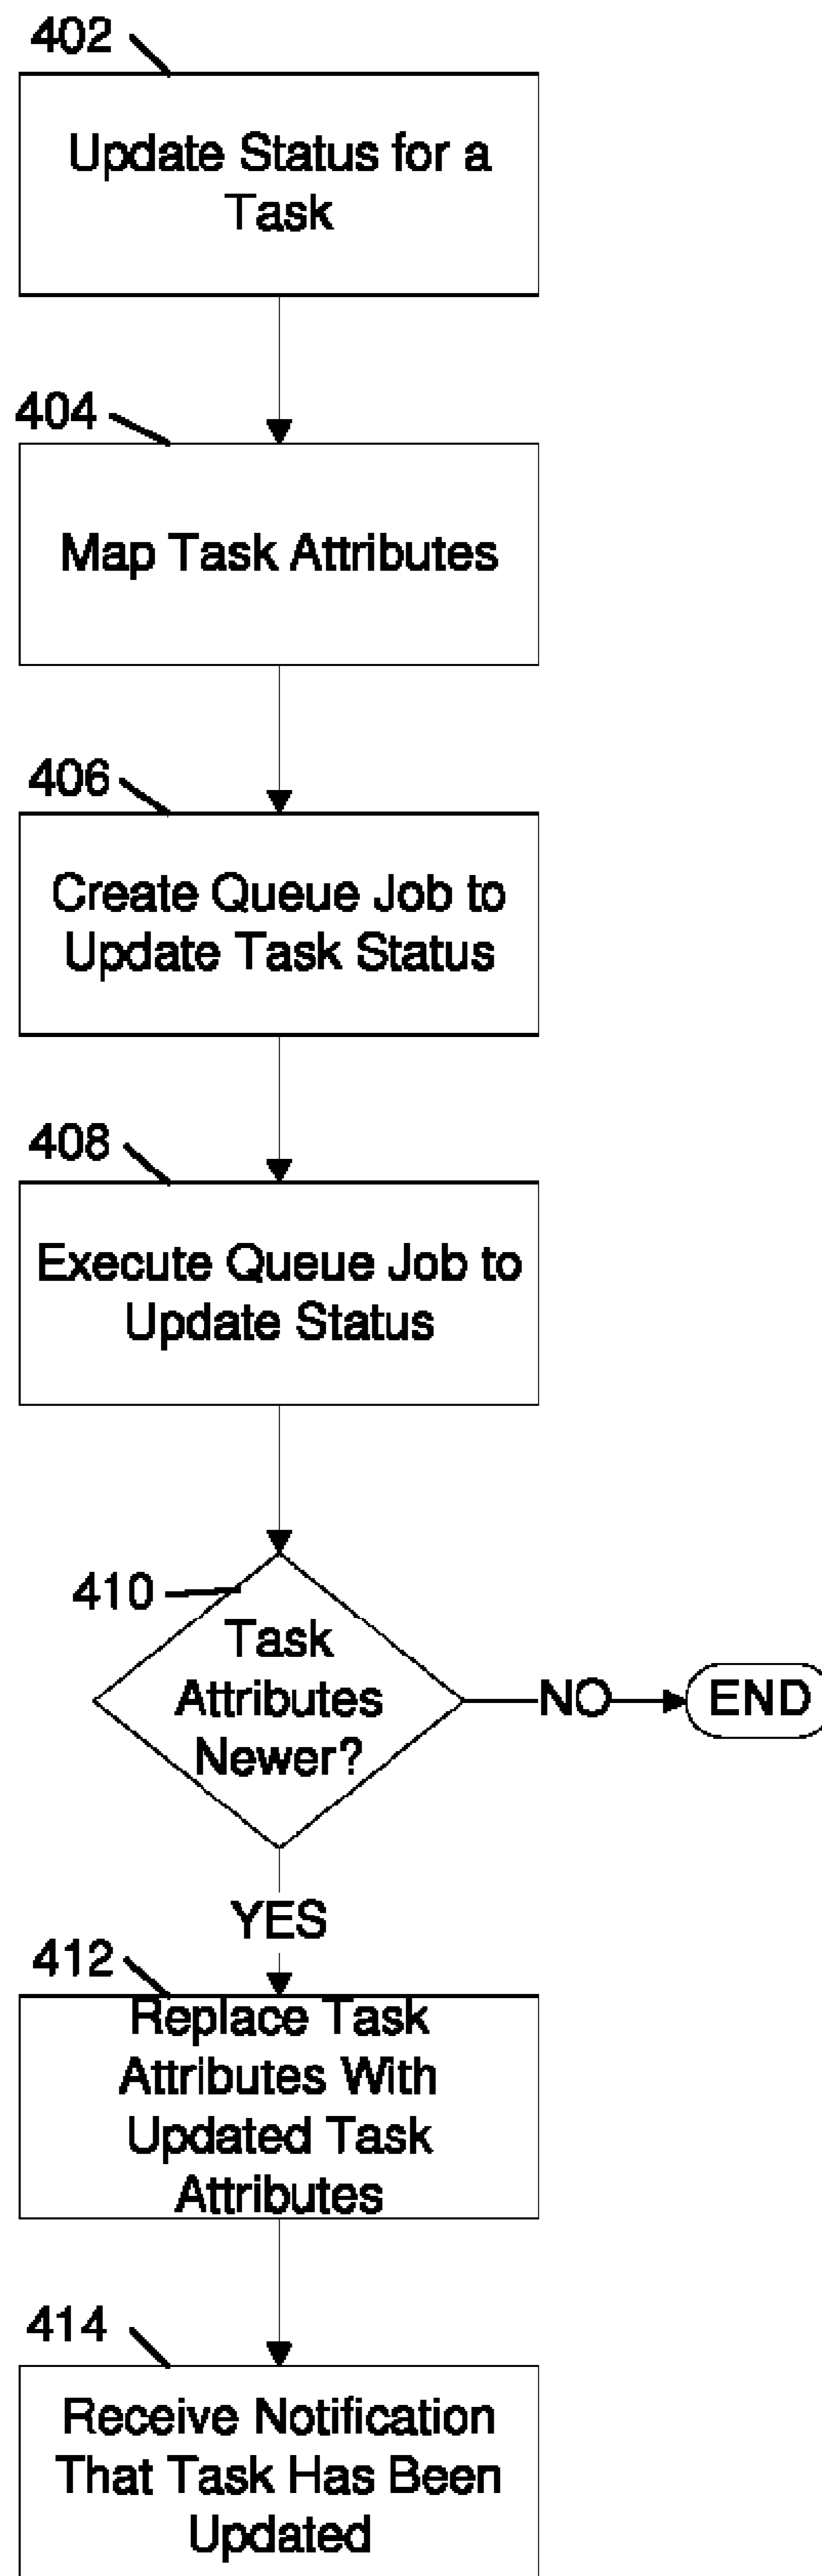 402
Update Status for a
Task
404
Map Task Attributes
406
Create Queue Job to
Update Task Status
408
Execute Queue Job to
Update Status
410
Task
Attributes
Newer?
NO
END
YES
412
Replace Task
Attributes With
Updated Task
Attributes
414
Receive Notification
That Task Has Been
Updated